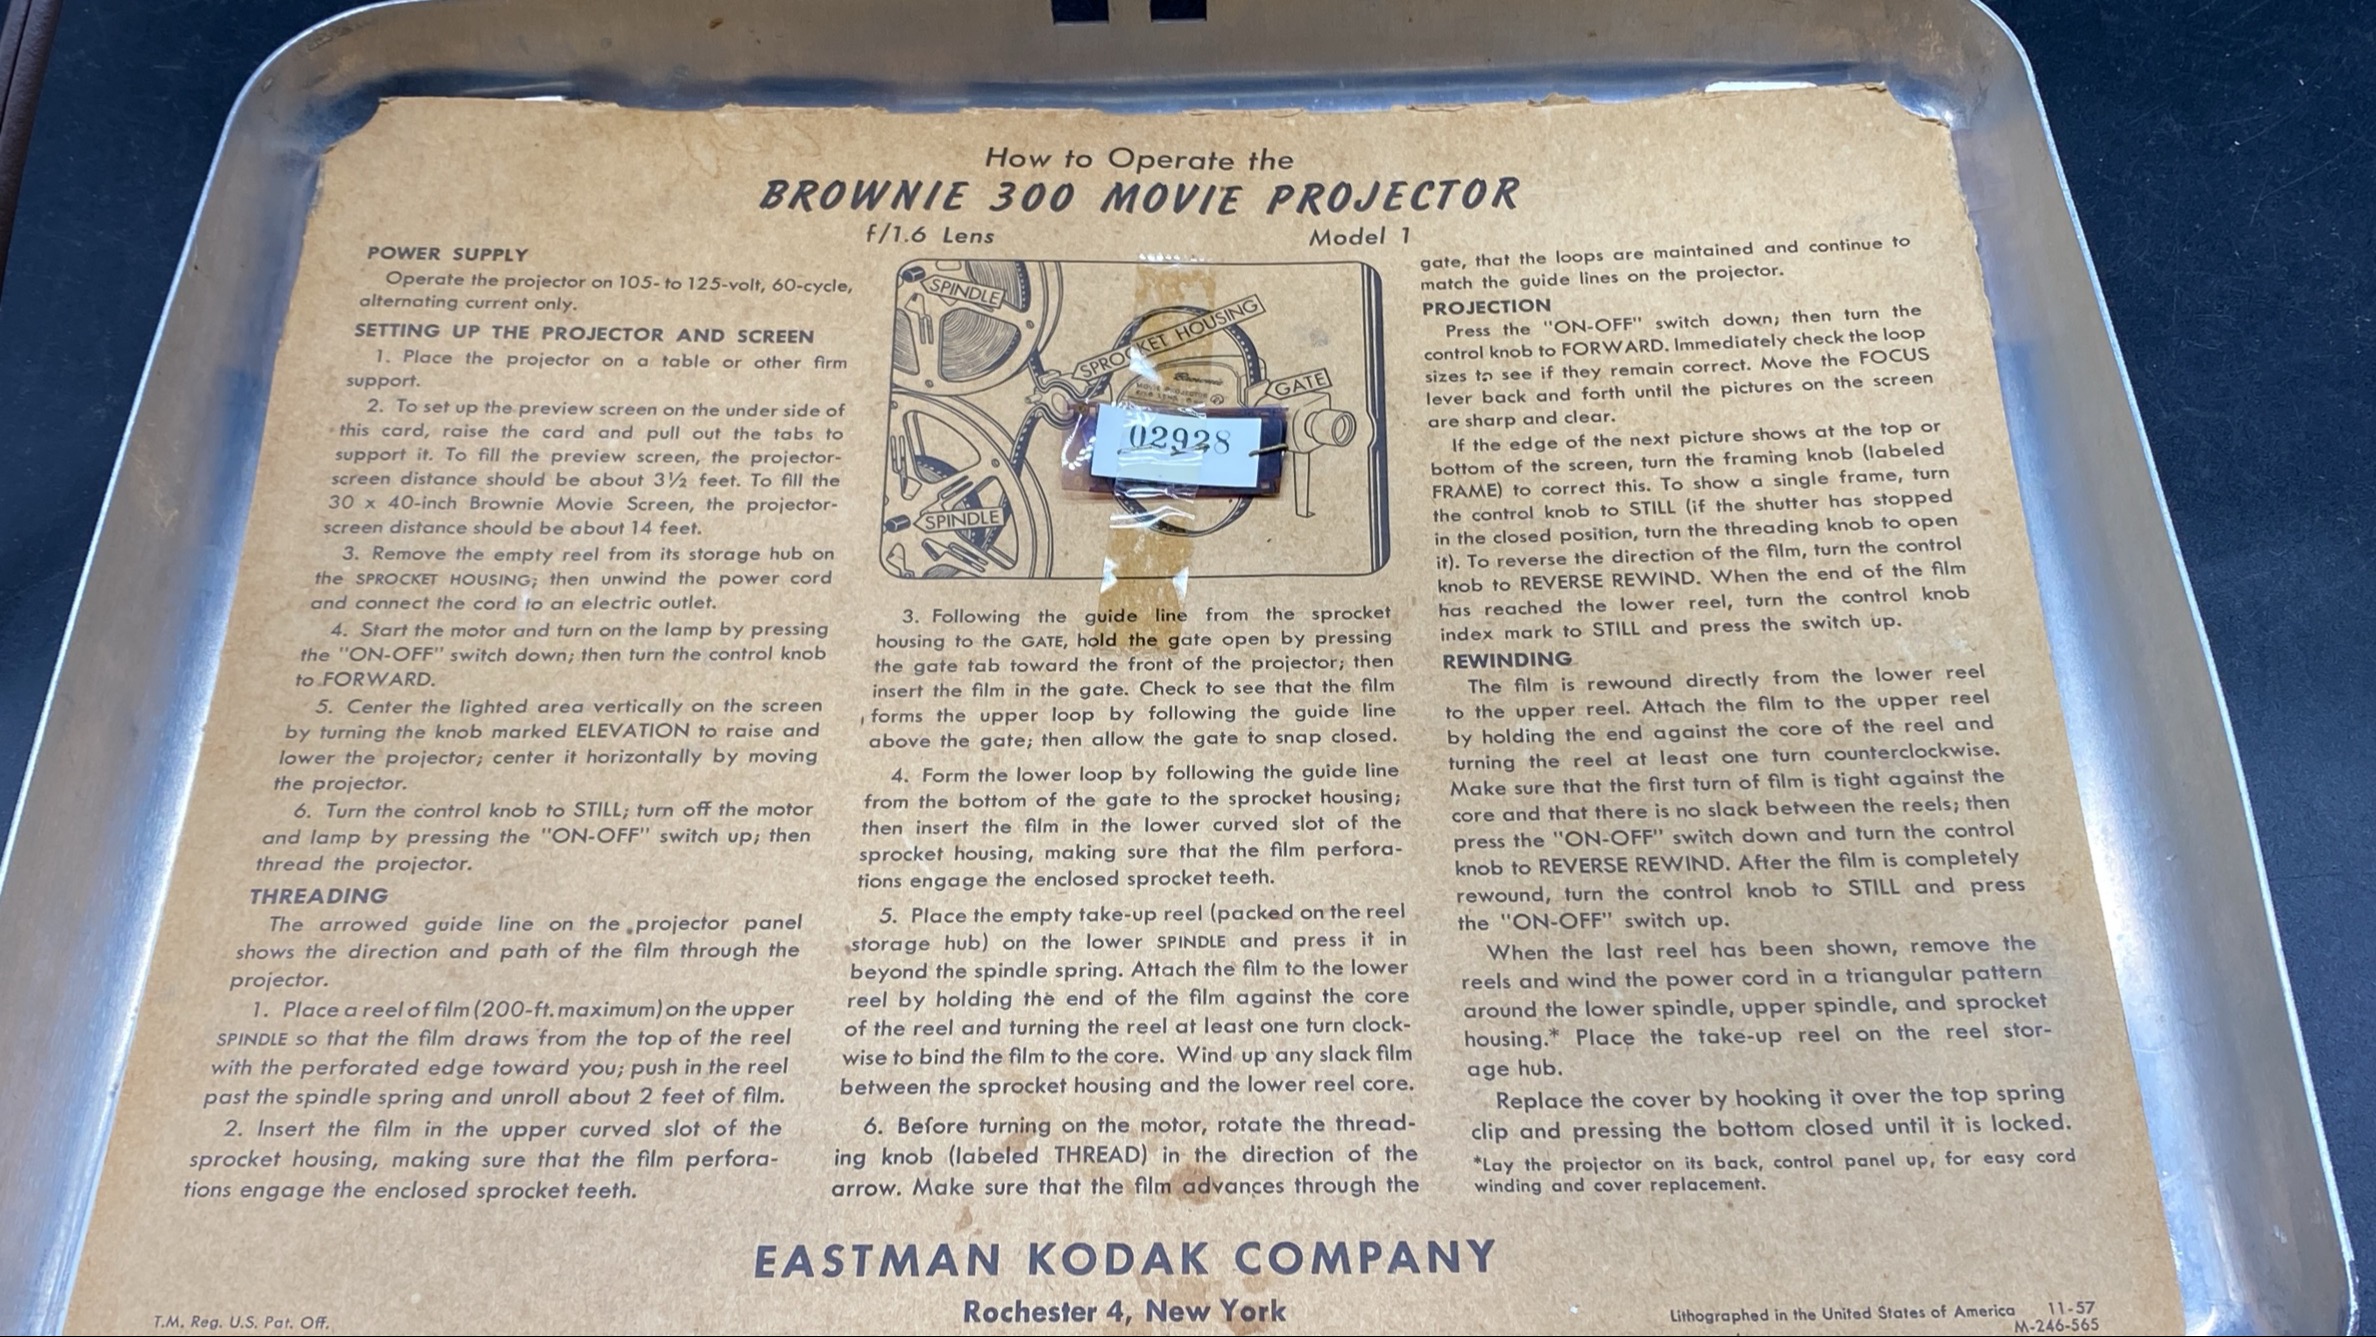 How to Operate the
BROWNIE 300 MOVIE PROJECTOR
f/1.6 Lens
Model 1
POWER SUPPLY
Operate the projector on 105- to 125-volt, 60-cycle,
alternating current only.
SETTING UP THE PROJECTOR AND SCREEN
1. Place the projector on a table or other firm
support.
2. To set up the preview screen on the under side of
this card, raise the card and pull out the tabs to
support it. To fill the preview screen, the projector-
screen distance should be about 3½ feet. To fill the
30 x 40-inch Brownie Movie Screen, the projector-
screen distance should be about 14 feet.
3. Remove the empty reel from its storage hub on
the SPROCKET HOUSING; then unwind the power cord
and connect the cord to an electric outlet.
4. Start the motor and turn on the lamp by pressing
the "ON-OFF" switch down; then turn the control knob
to FORWARD.
5. Center the lighted area vertically on the screen
by turning the knob marked ELEVATION to raise and
lower the projector; center it horizontally by moving
the projector.
6. Turn the control knob to STILL; turn off the motor
and lamp by pressing the "ON-OFF" switch up; then
thread the projector.
THREADING
The arrowed guide line on the projector panel
shows the direction and path of the film through the
projector.
1. Place a reel of film (200-ft. maximum) on the upper
SPINDLE so that the film draws from the top of the reel
with the perforated edge toward you; push in the reel
past the spindle spring and unroll about 2 feet of film.
2. Insert the film in the upper curved slot of the
sprocket housing, making sure that the film perfora-
tions engage the enclosed sprocket teeth.
SPINDLE
SPROCKET HOUSING
GATE
Brownie
MOVIE PROJECTOR
02928
SPINDLE
3. Following the guide line from the sprocket
housing to the GATE, hold the gate open by pressing
the gate tab toward the front of the projector; then
insert the film in the gate. Check to see that the film
forms the upper loop by following the guide line
above the gate; then allow the gate to snap closed.
4. Form the lower loop by following the guide line
from the bottom of the gate to the sprocket housing;
then insert the film in the lower curved slot of the
sprocket housing, making sure that the film perfora-
tions engage the enclosed sprocket teeth.
5. Place the empty take-up reel (packed on the reel
storage hub) on the lower SPINDLE and press it in
beyond the spindle spring. Attach the film to the lower
reel by holding the end of the film against the core
of the reel and turning the reel at least one turn clock-
wise to bind the film to the core. Wind up any slack film
between the sprocket housing and the lower reel core.
6. Before turning on the motor, rotate the thread-
ing knob (labeled THREAD) in the direction of the
arrow. Make sure that the film advances through the
gate, that the loops are maintained and continue to
match the guide lines on the projector.
PROJECTION
Press the "ON-OFF" switch down; then turn the
control knob to FORWARD. Immediately check the loop
sizes to see if they remain correct. Move the FOCUS
lever back and forth until the pictures on the screen
are sharp and clear.
If the edge of the next picture shows at the top or
bottom of the screen, turn the framing knob (labeled
FRAME) to correct this. To show a single frame, turn
the control knob to STILL (if the shutter has stopped
in the closed position, turn the threading knob to open
it). To reverse the direction of the film, turn the control
knob to REVERSE REWIND. When the end of the film
has reached the lower reel, turn the control knob
index mark to STILL and press the switch up.
REWINDING
The film is rewound directly from the lower reel
to the upper reel. Attach the film to the upper reel
by holding the end against the core of the reel and
turning the reel at least one turn counterclockwise.
Make sure that the first turn of film is tight against the
core and that there is no slack between the reels; then
press the "ON-OFF" switch down and turn the control
knob to REVERSE REWIND. After the film is completely
rewound, turn the control knob to STILL and press
the "ON-OFF" switch up.
When the last reel has been shown, remove the
reels and wind the power cord in a triangular pattern
around the lower spindle, upper spindle, and sprocket
housing.* Place the take-up reel on the reel stor-
age hub.
Replace the cover by hooking it over the top spring
clip and pressing the bottom closed until it is locked.
*Lay the projector on its back, control panel up, for easy cord
winding and cover replacement.
EASTMAN KODAK COMPANY
Rochester 4, New York
T.M. Reg. U.S. Pat. Off.
Lithographed in the United States of America
11-57
M-246-565